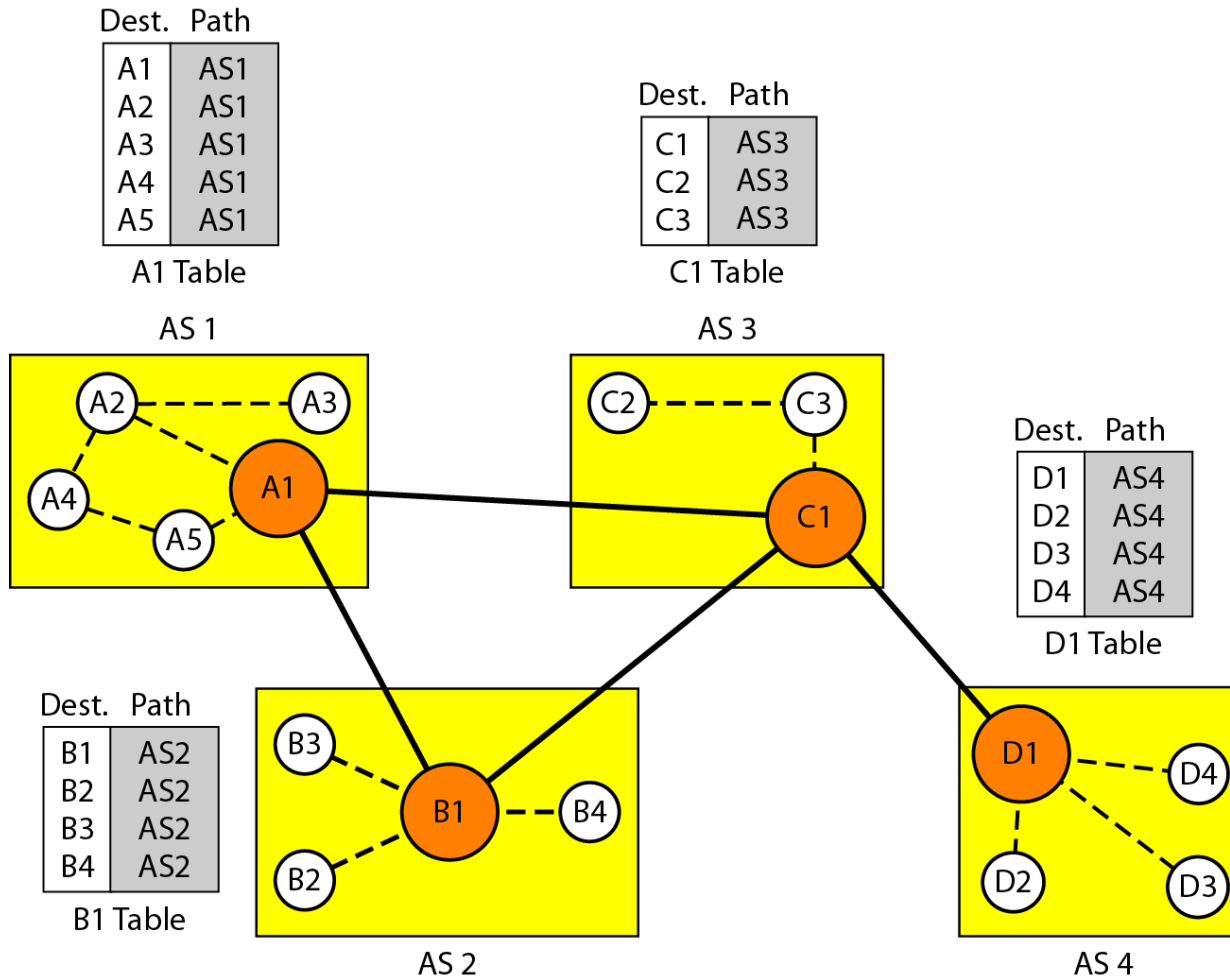 Dest. Path
A1 AS1
A2 AS1
A3 AS1
A4 AS1
A5 AS1
A1 Table
Dest. Path
C1 AS3
C2 AS3
C3 AS3
C1 Table
AS 1
A2
A3
A1
A4
A5
AS 3
C2
C3
C1
Dest. Path
D1 AS4
D2 AS4
D3 AS4
D4 AS4
D1 Table
Dest. Path
B1 AS2
B2 AS2
B3 AS2
B4 AS2
B1 Table
B3
B1
B4
B2
AS 2
D1
D4
D2
D3
AS 4